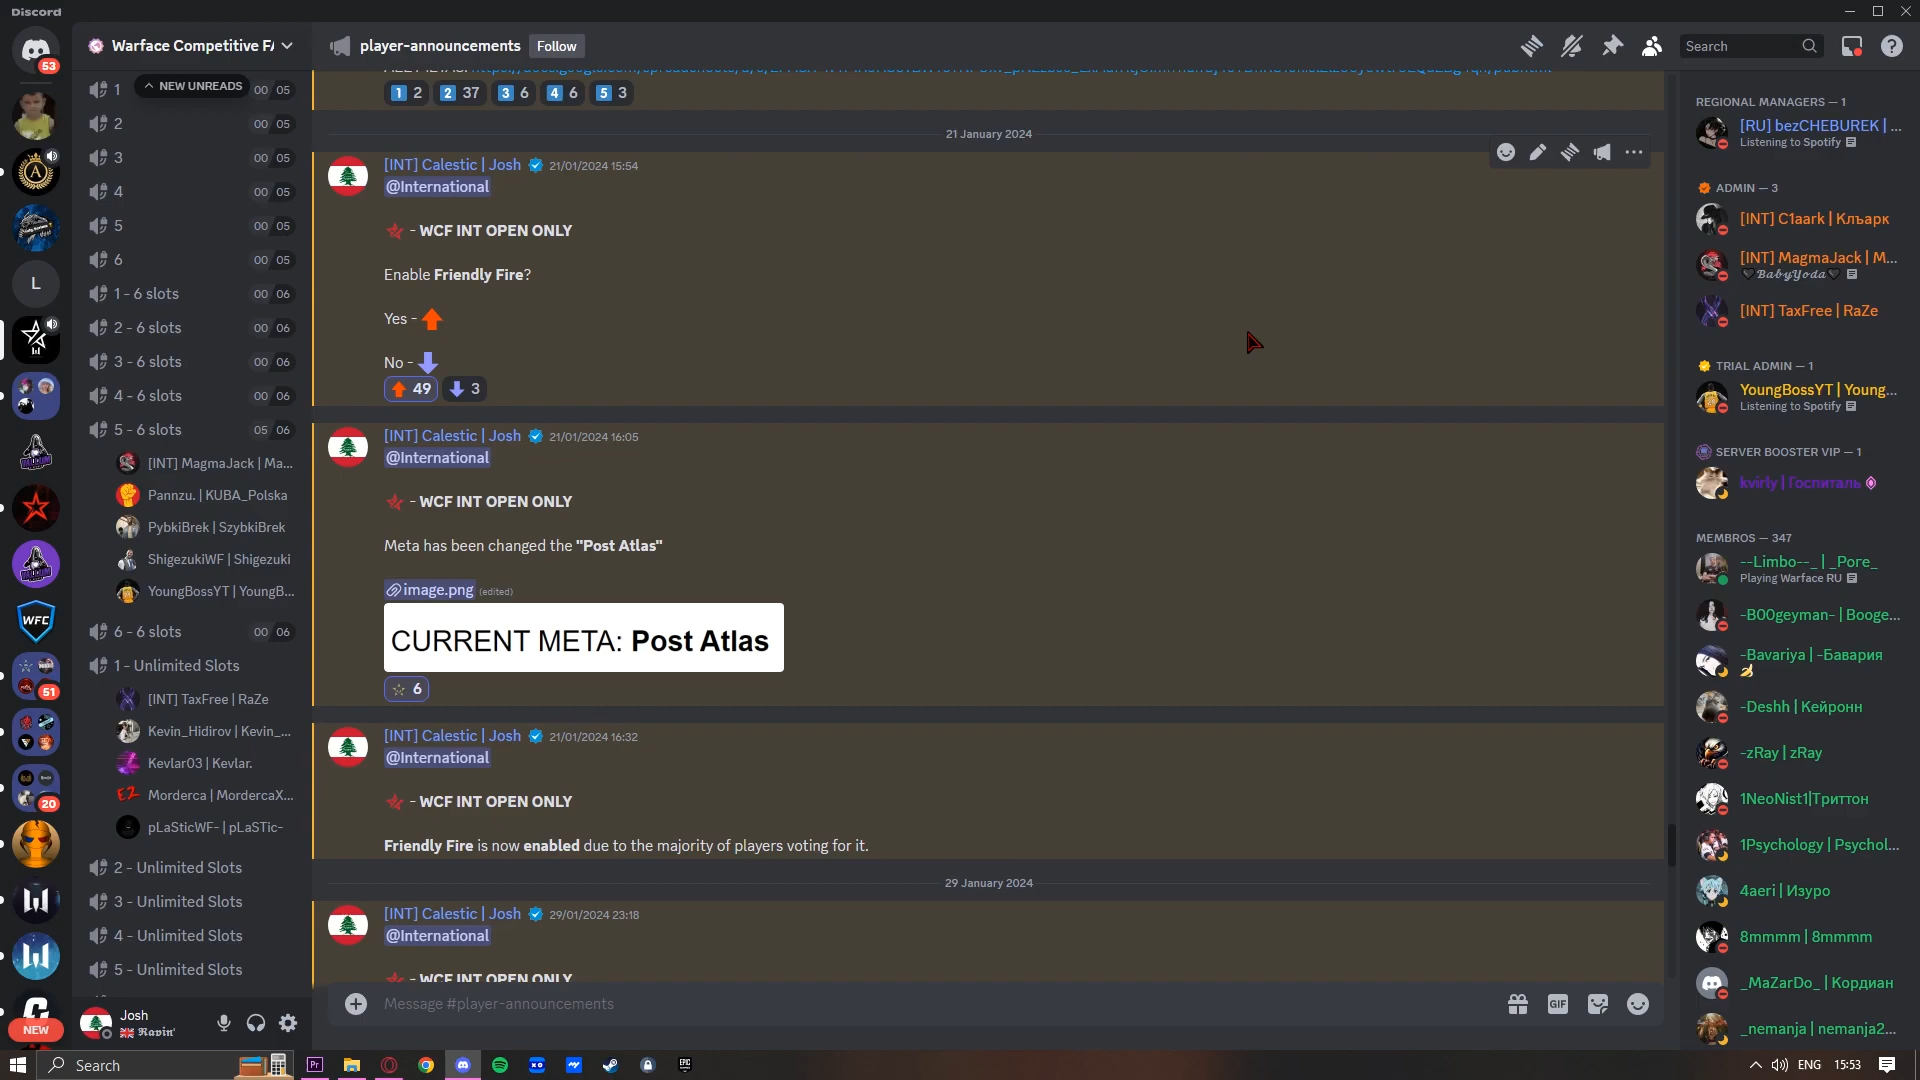 Discord
53
Warface Competitive FA
NEW UNREADS
1
00 05
2
00 05
3
00 05
4
00 05
5
00 05
6
00 05
1 - 6 slots
00 06
2 - 6 slots
00 06
3 - 6 slots
00 06
4 - 6 slots
00 06
5 - 6 slots
05 06
[INT] MagmaJack | Ma...
Pannzu. | KUBA_Polska
PybkiBrek | SzybkiBrek
ShigezukiWF | Shigezuki
YoungBossYT | YoungB...
6 - 6 slots
00 06
1 - Unlimited Slots
[INT] TaxFree | RaZe
Kevin_Hidirov | Kevin_...
Kevlar03 | Kevlar.
Morderca | MordercaX...
pLaSticWF- | pLaSTic-
2 - Unlimited Slots
3 - Unlimited Slots
4 - Unlimited Slots
5 - Unlimited Slots
L
WFC
51
20
NEW
Josh
𝕽𝖆𝖛𝖎𝖓'
player-announcements
Follow
Search
1 2
2 37
3 6
4 6
5 3
21 January 2024
[INT] Calestic | Josh 21/01/2024 15:54
@International
- WCF INT OPEN ONLY
Enable Friendly Fire?
Yes -
No -
49
3
[INT] Calestic | Josh 21/01/2024 16:05
@International
- WCF INT OPEN ONLY
Meta has been changed the "Post Atlas"
image.png (edited)
CURRENT META: Post Atlas
6
[INT] Calestic | Josh 21/01/2024 16:32
@International
- WCF INT OPEN ONLY
Friendly Fire is now enabled due to the majority of players voting for it.
29 January 2024
[INT] Calestic | Josh 29/01/2024 23:18
@International
- WCF INT OPEN ONLY
Message #player-announcements
GIF
REGIONAL MANAGERS — 1
[RU] bezCHEBUREK | ...
Listening to Spotify
ADMIN — 3
[INT] C1aark | Клъарк
[INT] MagmaJack | M...
𝓑𝓪𝓫𝔂𝓨𝓸𝓭𝓪
[INT] TaxFree | RaZe
TRIAL ADMIN — 1
YoungBossYT | Young...
Listening to Spotify
SERVER BOOSTER VIP — 1
kvirly | Госпиталь
MEMBROS — 347
--Limbo--_ | _Pore_
Playing Warface RU
-B00geyman- | Booge...
-Bavariya | -Бавария
-Deshh | Кейронн
-zRay | zRay
1NeoNist1|Триттон
1Psychology | Psychol...
4aeri | Изуро
8mmmm | 8mmmm
_MaZarDo_ | Кордиан
_nemanja | nemanja2...
Search
Pr
EPIC
ENG
15:53